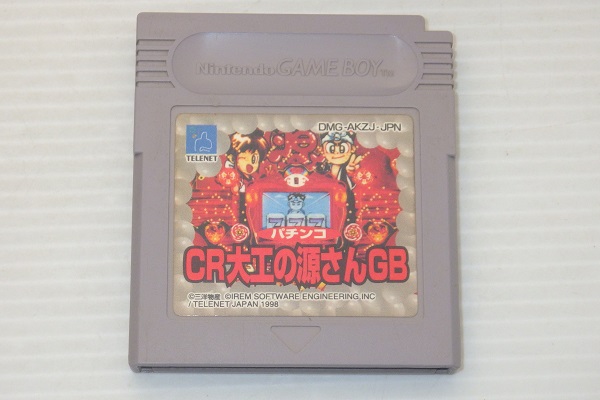 Nintendo GAME BOY TM
DMG-AKZJ-JPN
TELENET
777
パチンコ
CR大工の源さんGB
©三洋物産 ©IREM SOFTWARE ENGINEERING INC
/ TELENET JAPAN 1998